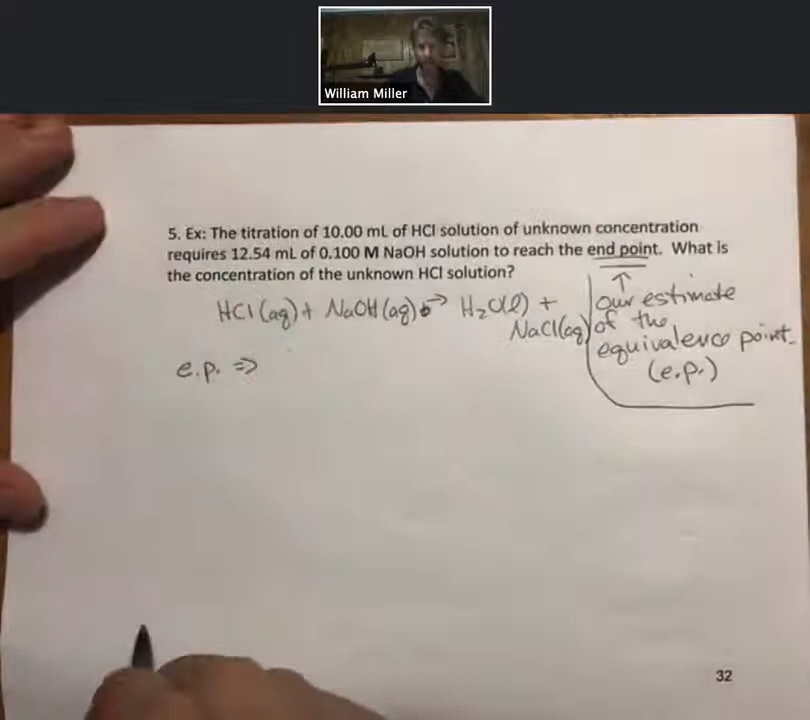 William Miller
5. Ex: The titration of 10.00 mL of HCl solution of unknown concentration
requires 12.54 mL of 0.100 M NaOH solution to reach the end point. What is
the concentration of the unknown HCl solution?
HCl(aq) + NaOH(aq) → H₂O(l) +
NaCl(aq)
↑
our estimate
of the
equivalence point.
(e.p.)
e.p. ⇒
32